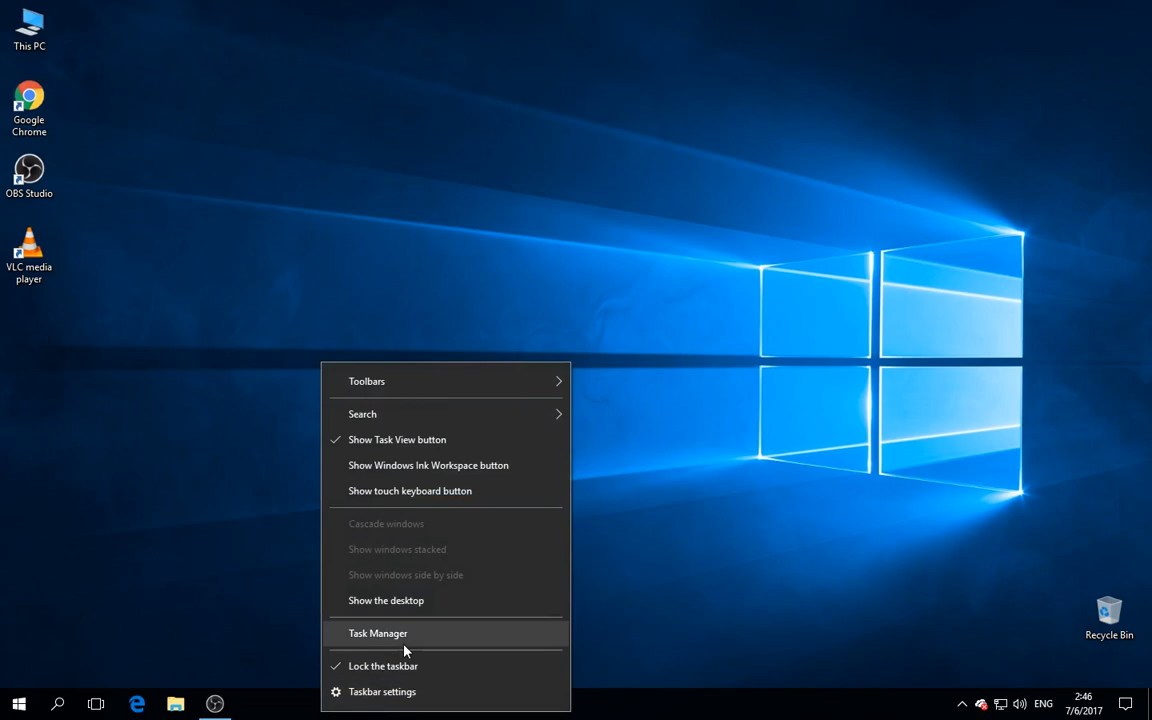 This PC
Google
Chrome
OBS Studio
VLC media
player
Toolbars
Search
Show Task View button
Show Windows Ink Workspace button
Show touch keyboard button
Cascade windows
Show windows stacked
Show windows side by side
Show the desktop
Task Manager
Lock the taskbar
Taskbar settings
Recycle Bin
ENG
2:46
7/6/2017